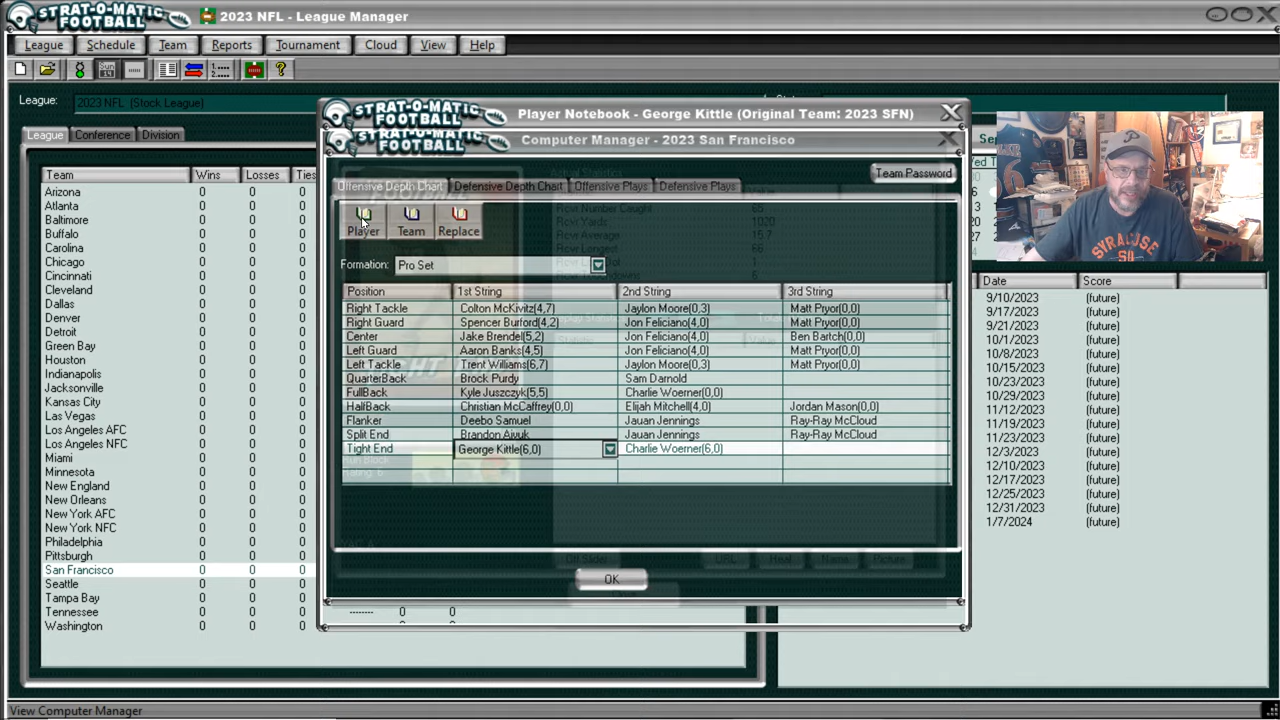 STRAT-O-MATIC
FOOTBALL
2023 NFL - League Manager
League Schedule Team Reports Tournament Cloud View Help
League: 2023 NFL (Stock League)
League Conference Division
Team Wins Losses Ties
Arizona 0 0 0
Atlanta 0 0 0
Baltimore 0 0 0
Buffalo 0 0 0
Carolina 0 0 0
Chicago 0 0 0
Cincinnati 0 0 0
Cleveland 0 0 0
Dallas 0 0 0
Denver 0 0 0
Detroit 0 0 0
Green Bay 0 0 0
Houston 0 0 0
Indianapolis 0 0 0
Jacksonville 0 0 0
Kansas City 0 0 0
Las Vegas 0 0 0
Los Angeles AFC 0 0 0
Los Angeles NFC 0 0 0
Miami 0 0 0
Minnesota 0 0 0
New England 0 0 0
New Orleans 0 0 0
New York AFC 0 0 0
New York NFC 0 0 0
Philadelphia 0 0 0
Pittsburgh 0 0 0
San Francisco 0 0 0
Seattle 0 0 0
Tampa Bay 0 0 0
Tennessee 0 0 0
Washington 0 0 0
-------- 0 0
STRAT-O-MATIC
FOOTBALL
Player Notebook - George Kittle (Original Team: 2023 SFN)
STRAT-O-MATIC
FOOTBALL
Computer Manager - 2023 San Francisco
Team Password
Offensive Depth Chart Defensive Depth Chart Offensive Plays Defensive Plays
Player Team Replace
Actual Statistics
Value
Rcvr Number Caught 65
Rcvr Yards 1020
Rcvr Average 15.7
Rcvr Longest 66
Formation: Pro Set
Position 1st String 2nd String 3rd String
Right Tackle Colton McKivitz(4,7) Jaylon Moore(0,3) Matt Pryor(0,0)
Right Guard Spencer Burford(4,2) Jon Feliciano(4,0) Matt Pryor(0,0)
Center Jake Brendel(5,2) Jon Feliciano(4,0) Ben Bartch(0,0)
Left Guard Aaron Banks(4,5) Jon Feliciano(4,0) Matt Pryor(0,0)
Left Tackle Trent Williams(6,7) Jaylon Moore(0,3) Matt Pryor(0,0)
QuarterBack Brock Purdy Sam Darnold
FullBack Kyle Juszczyk(5,5) Charlie Woerner(0,0)
HalfBack Christian McCaffrey(0,0) Elijah Mitchell(4,0) Jordan Mason(0,0)
Flanker Deebo Samuel Jauan Jennings Ray-Ray McCloud
Split End Brandon Aiyuk Jauan Jennings Ray-Ray McCloud
Tight End George Kittle(6,0) Charlie Woerner(6,0)
OK
SYRACUSE
Date Score
9/10/2023 (future)
9/17/2023 (future)
9/21/2023 (future)
10/1/2023 (future)
10/8/2023 (future)
10/15/2023 (future)
10/23/2023 (future)
10/29/2023 (future)
11/12/2023 (future)
11/19/2023 (future)
11/23/2023 (future)
12/3/2023 (future)
12/10/2023 (future)
12/17/2023 (future)
12/25/2023 (future)
12/31/2023 (future)
1/7/2024 (future)
View Computer Manager